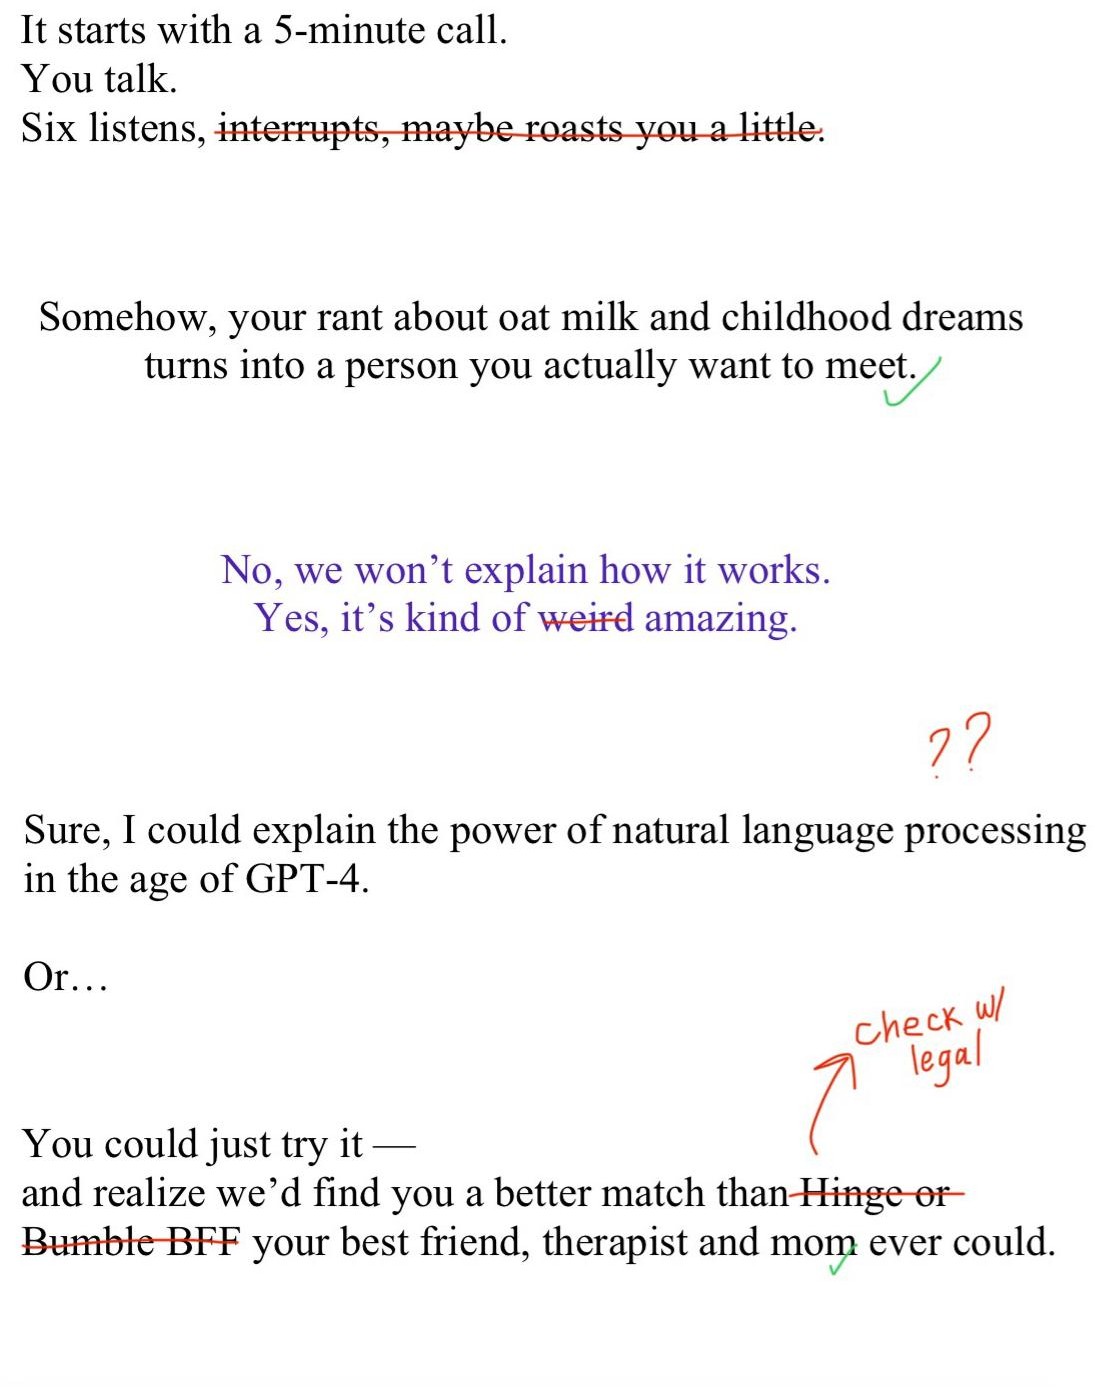 It starts with a 5-minute call.
You talk.
Six listens, interrupts, maybe roasts you a little.
Somehow, your rant about oat milk and childhood dreams
turns into a person you actually want to meet.
No, we won’t explain how it works.
Yes, it’s kind of weird amazing.
??
Sure, I could explain the power of natural language processing
in the age of GPT-4.
Or…
check w/
legal
You could just try it —
and realize we’d find you a better match than Hinge or
Bumble BFF your best friend, therapist and mom ever could.